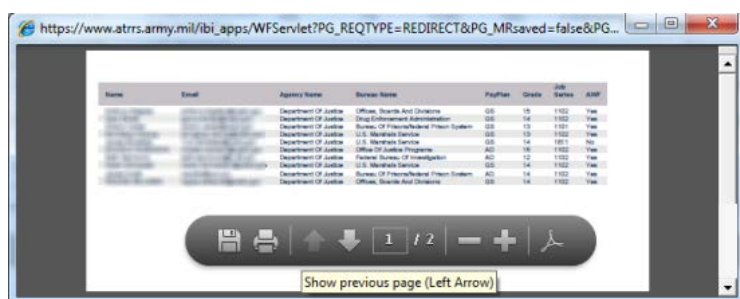 https://www.atrrs.army.mil/ibi_apps/WFServlet?PG_REQTYPE=REDIRECT&PG_MRsaved=false&PG...
Name Email Agency Name Bureau Name PayPlan Grade Job Series AWF
Department Of Justice Offices, Boards And Divisions GS 15 1102 Yes
Department Of Justice Drug Enforcement Administration GS 14 1102 Yes
Department Of Justice Bureau Of Prisons/federal Prison System GS 13 1101 Yes
Department Of Justice U.S. Marshals Service GS 13 1102 Yes
Department Of Justice U.S. Marshals Service GS 14 1811 No
Department Of Justice Office Of Justice Programs AD 15 1102 Yes
Department Of Justice Federal Bureau Of Investigation AD 12 1102 Yes
Department Of Justice U.S. Marshals Service GS 14 1102 Yes
Department Of Justice Bureau Of Prisons/federal Prison System AD 14 1102 Yes
Department Of Justice Offices, Boards And Divisions GS 14 1102 Yes
1 / 2
Show previous page (Left Arrow)